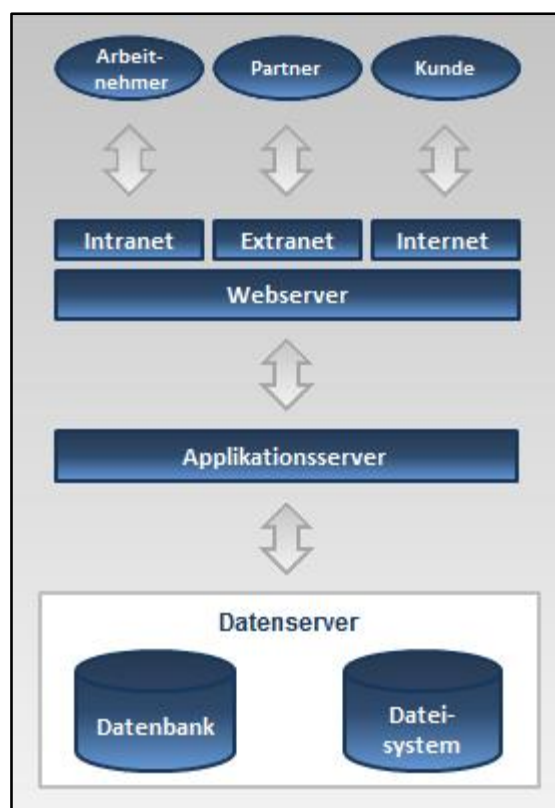 Arbeit-
nehmer
Partner
Kunde
Intranet
Extranet
Internet
Webserver
Applikationsserver
Datenserver
Datenbank
Datei-
system